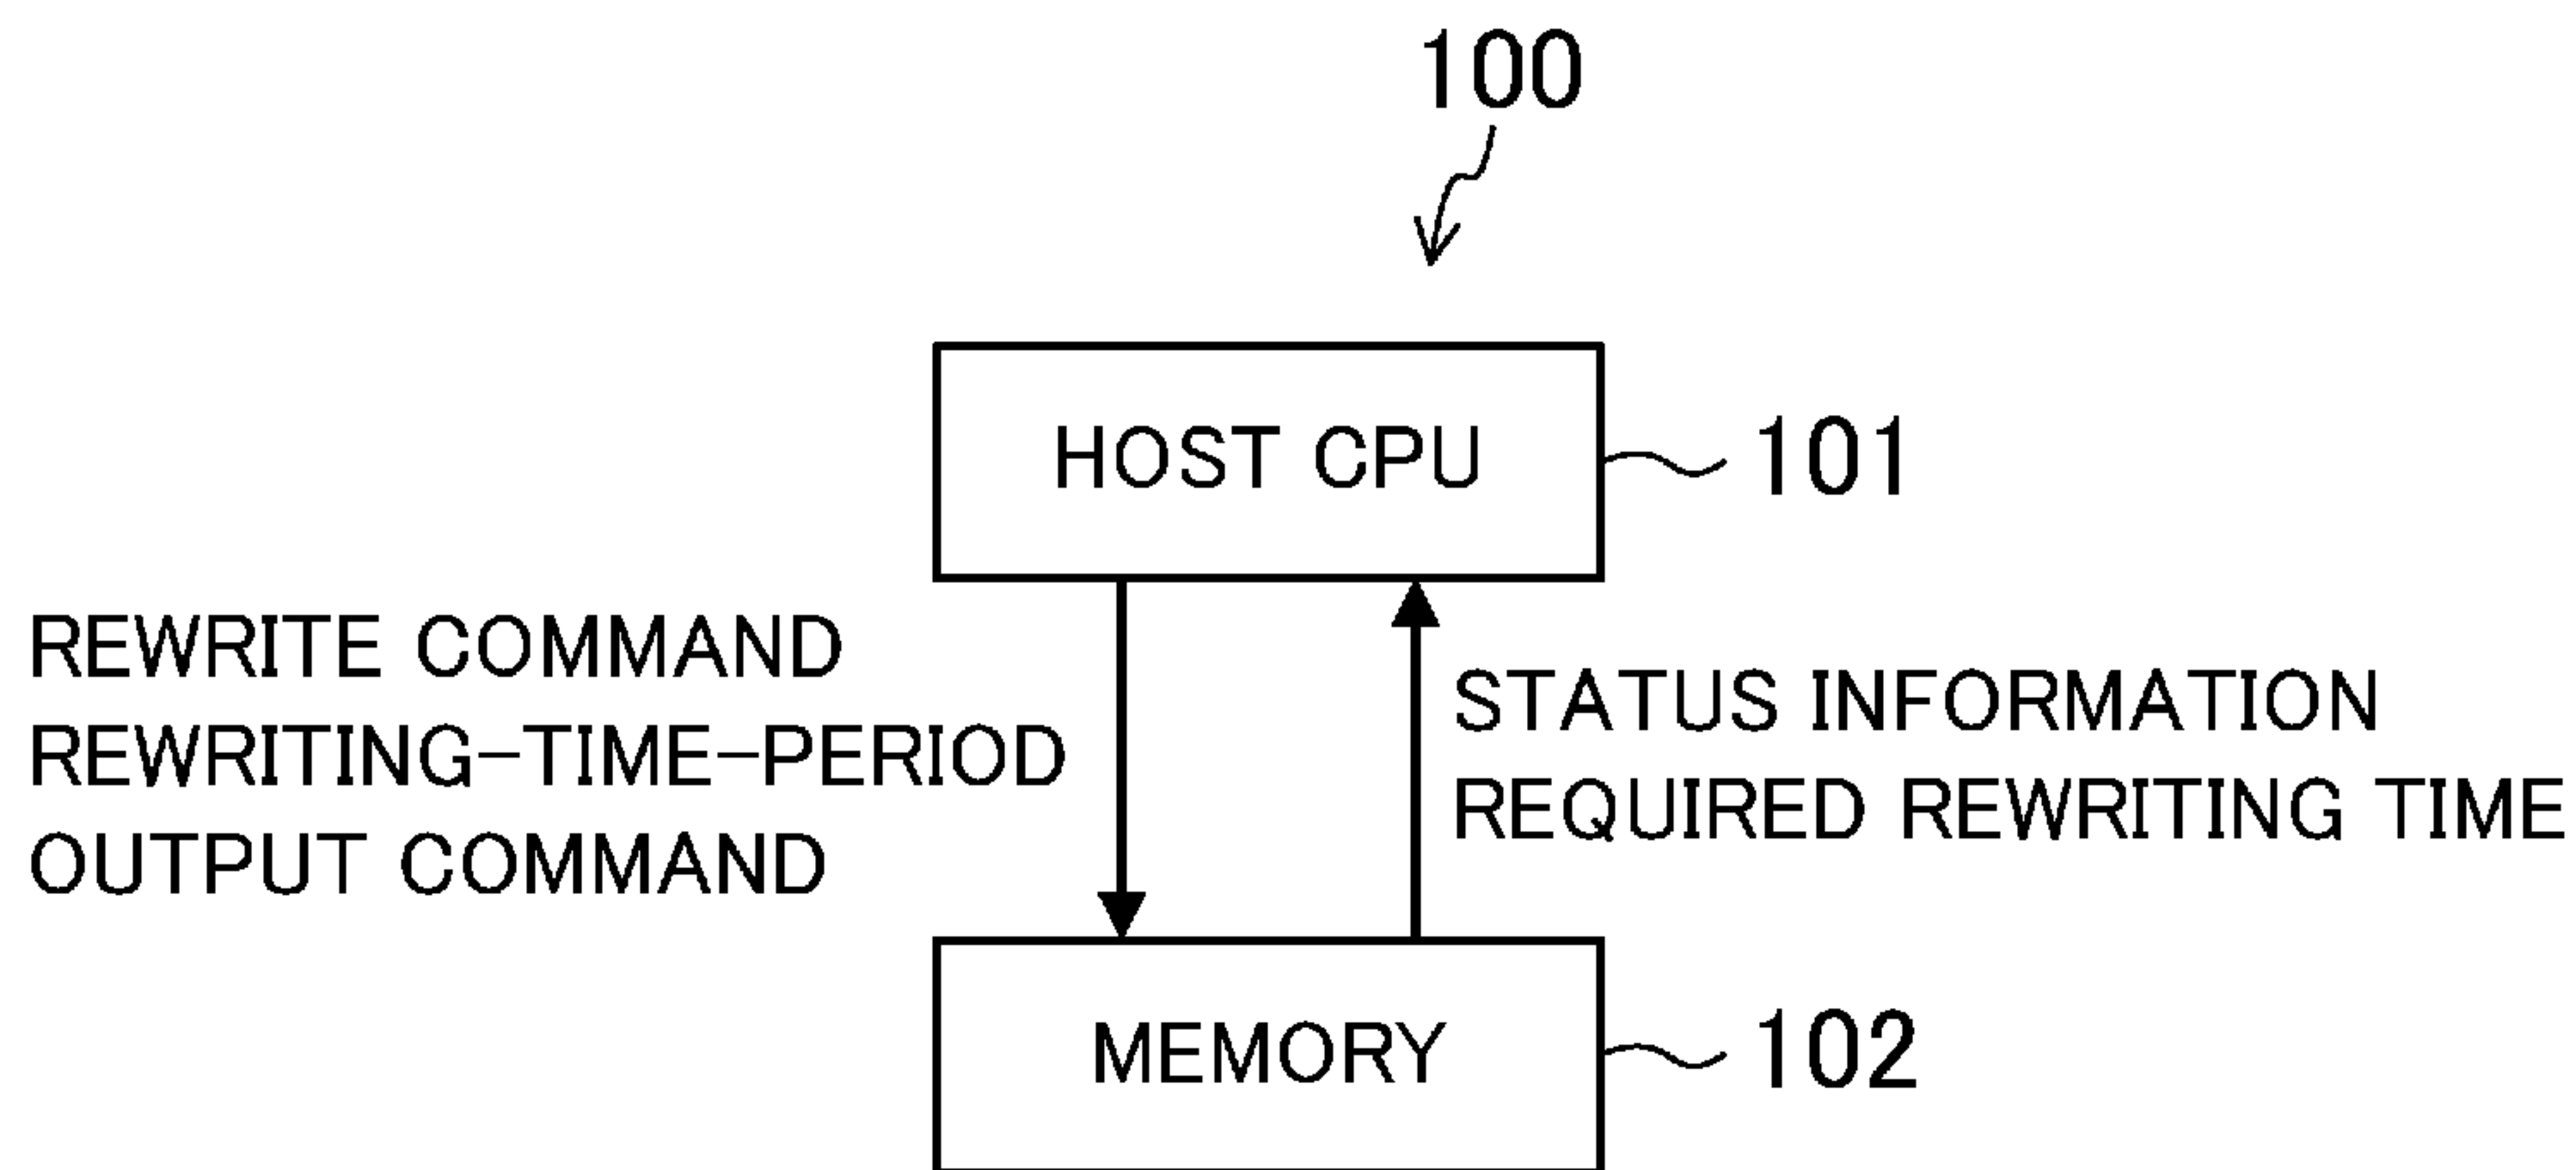 100
HOST CPU
101
REWRITE COMMAND
REWRITING-TIME-PERIOD
OUTPUT COMMAND
STATUS INFORMATION
REQUIRED REWRITING TIME
MEMORY
102